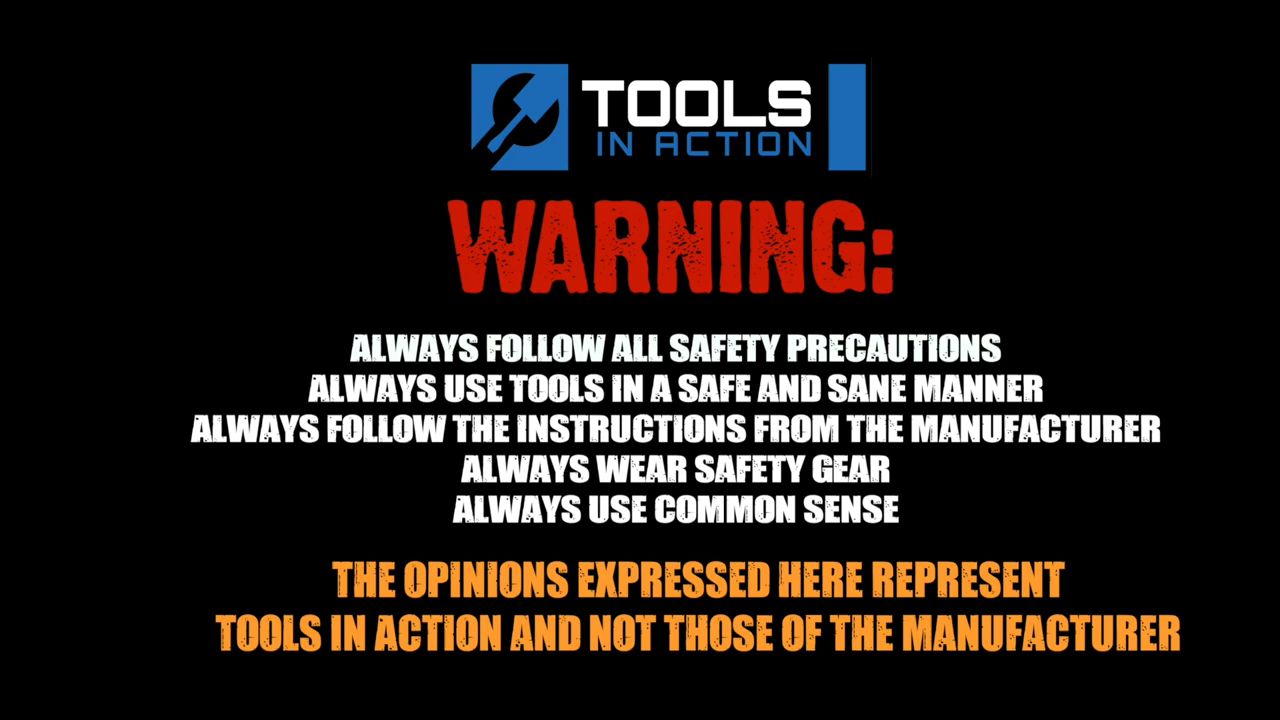 TOOLS
IN ACTION
WARNING:
ALWAYS FOLLOW ALL SAFETY PRECAUTIONS
ALWAYS USE TOOLS IN A SAFE AND SANE MANNER
ALWAYS FOLLOW THE INSTRUCTIONS FROM THE MANUFACTURER
ALWAYS WEAR SAFETY GEAR
ALWAYS USE COMMON SENSE
THE OPINIONS EXPRESSED HERE REPRESENT
TOOLS IN ACTION AND NOT THOSE OF THE MANUFACTURER